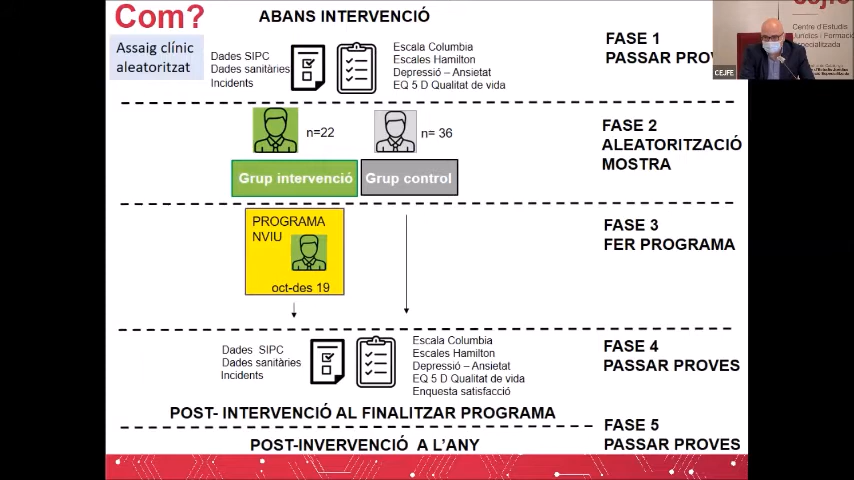 Com?
Assaig clínic
aleatoritzat
ABANS INTERVENCIÓ
Dades SIPC
Dades sanitàries
Incidents
Escala Columbia
Escales Hamilton
Depressió – Ansietat
EQ 5 D Qualitat de vida
FASE 1
PASSAR PROV
cejfe
Centre d'Estudis
Jurídics i Formació
Especialitzada
CEJFE
n=22
n= 36
Grup intervenció
Grup control
FASE 2
ALEATORITZACIÓ
MOSTRA
PROGRAMA
NVIU
oct-des 19
FASE 3
FER PROGRAMA
Dades SIPC
Dades sanitàries
Incidents
Escala Columbia
Escales Hamilton
Depressió – Ansietat
EQ 5 D Qualitat de vida
Enquesta satisfacció
FASE 4
PASSAR PROVES
POST- INTERVENCIÓ AL FINALITZAR PROGRAMA
POST-INVERVENCIÓ A L'ANY
FASE 5
PASSAR PROVES